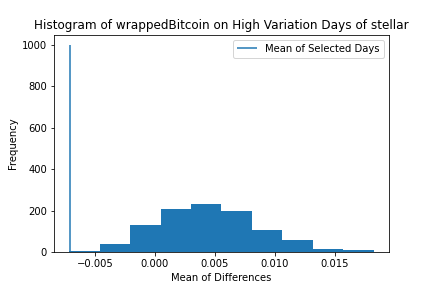 Histogram of wrappedBitcoin on High Variation Days of stellar
Mean of Selected Days
Frequency
1000
800
600
400
200
0
−0.005
0.000
0.005
0.010
0.015
Mean of Differences